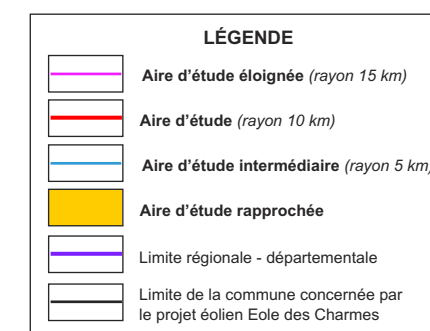 LÉGENDE
Aire d'étude éloignée (rayon 15 km)
Aire d'étude (rayon 10 km)
Aire d'étude intermédiaire (rayon 5 km)
Aire d'étude rapprochée
Limite régionale - départementale
Limite de la commune concernée par
le projet éolien Eole des Charmes